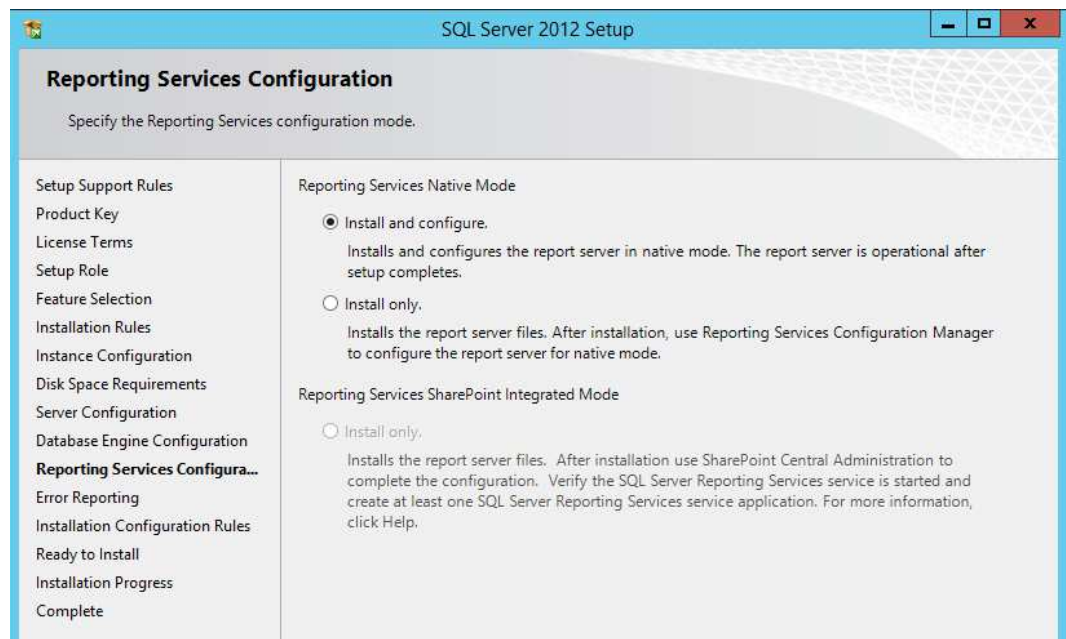 SQL Server 2012 Setup
Reporting Services Configuration
Specify the Reporting Services configuration mode.
Setup Support Rules
Product Key
License Terms
Setup Role
Feature Selection
Installation Rules
Instance Configuration
Disk Space Requirements
Server Configuration
Database Engine Configuration
Reporting Services Configura...
Error Reporting
Installation Configuration Rules
Ready to Install
Installation Progress
Complete
Reporting Services Native Mode
Install and configure.
Installs and configures the report server in native mode. The report server is operational after
setup completes.
Install only.
Installs the report server files. After installation, use Reporting Services Configuration Manager
to configure the report server for native mode.
Reporting Services SharePoint Integrated Mode
Install only.
Installs the report server files.  After installation use SharePoint Central Administration to
complete the configuration.  Verify the SQL Server Reporting Services service is started and
create at least one SQL Server Reporting Services service application. For more information,
click Help.